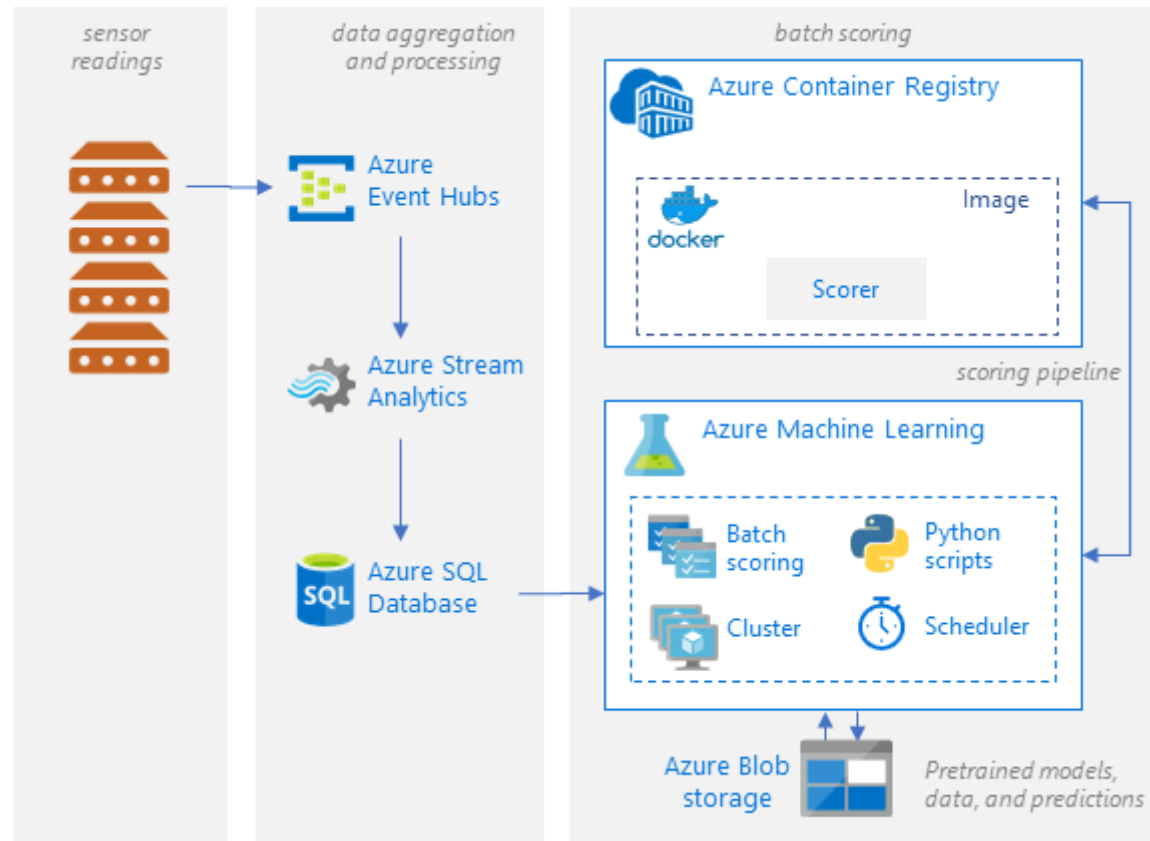 sensor
readings
data aggregation
and processing
Azure
Event Hubs
Azure Stream
Analytics
SQL
Azure SQL
Database
batch scoring
Azure Container Registry
docker
Image
Scorer
scoring pipeline
Azure Machine Learning
Batch
scoring
Python
scripts
Cluster
Scheduler
Azure Blob
storage
Pretrained models,
data, and predictions